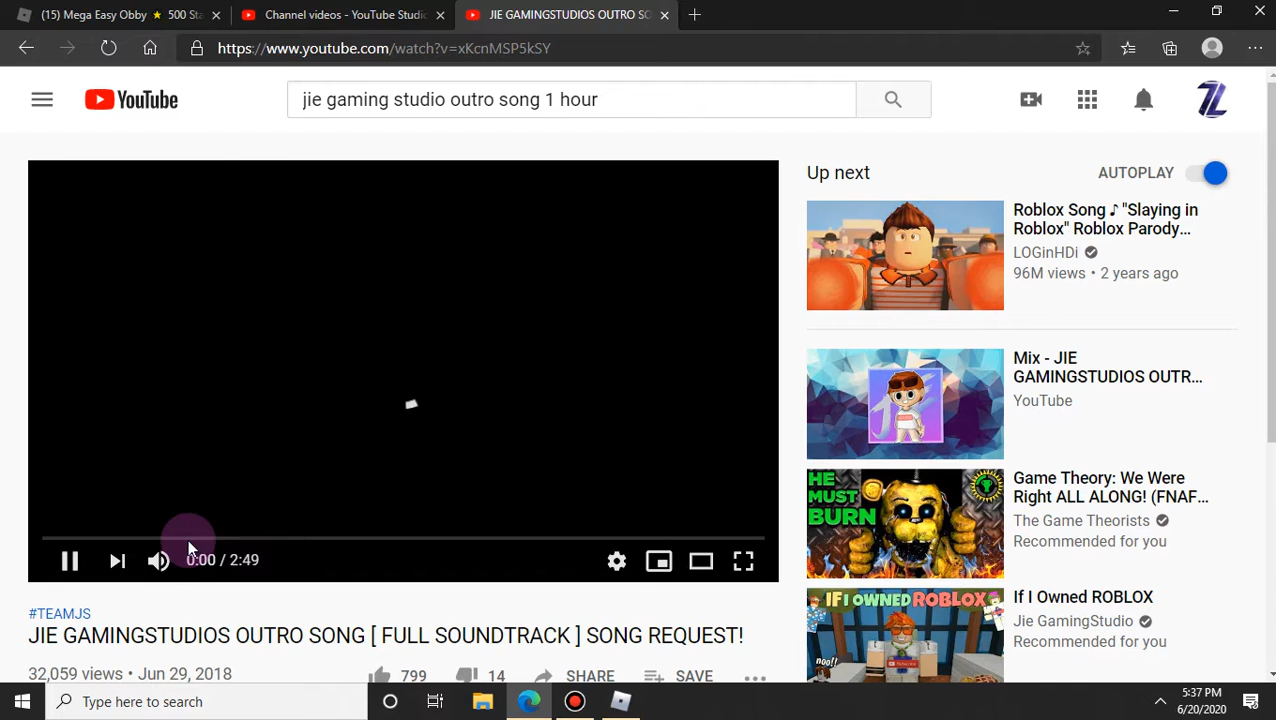 (15) Mega Easy Obby ⭐ 500 Sta
Channel videos - YouTube Studi
JIE GAMINGSTUDIOS OUTRO SO
https://www.youtube.com/watch?v=xKcnMSP5kSY
YouTube
jie gaming studio outro song 1 hour
Up next
AUTOPLAY
Roblox Song ♪ "Slaying in
Roblox" Roblox Parody...
LOGinHDi
96M views • 2 years ago
Mix - JIE
GAMINGSTUDIOS OUTR...
YouTube
HE
MUST
BURN
Game Theory: We Were
Right ALL ALONG! (FNAF...
The Game Theorists
Recommended for you
IF I OWNED ROBLOX
noo!!
If I Owned ROBLOX
Jie GamingStudio
Recommended for you
0:00 / 2:49
#TEAMJS
JIE GAMINGSTUDIOS OUTRO SONG [ FULL SOUNDTRACK ] SONG REQUEST!
32,059 views • Jun 29, 2018
799
14
SHARE
SAVE
Type here to search
5:37 PM
6/20/2020